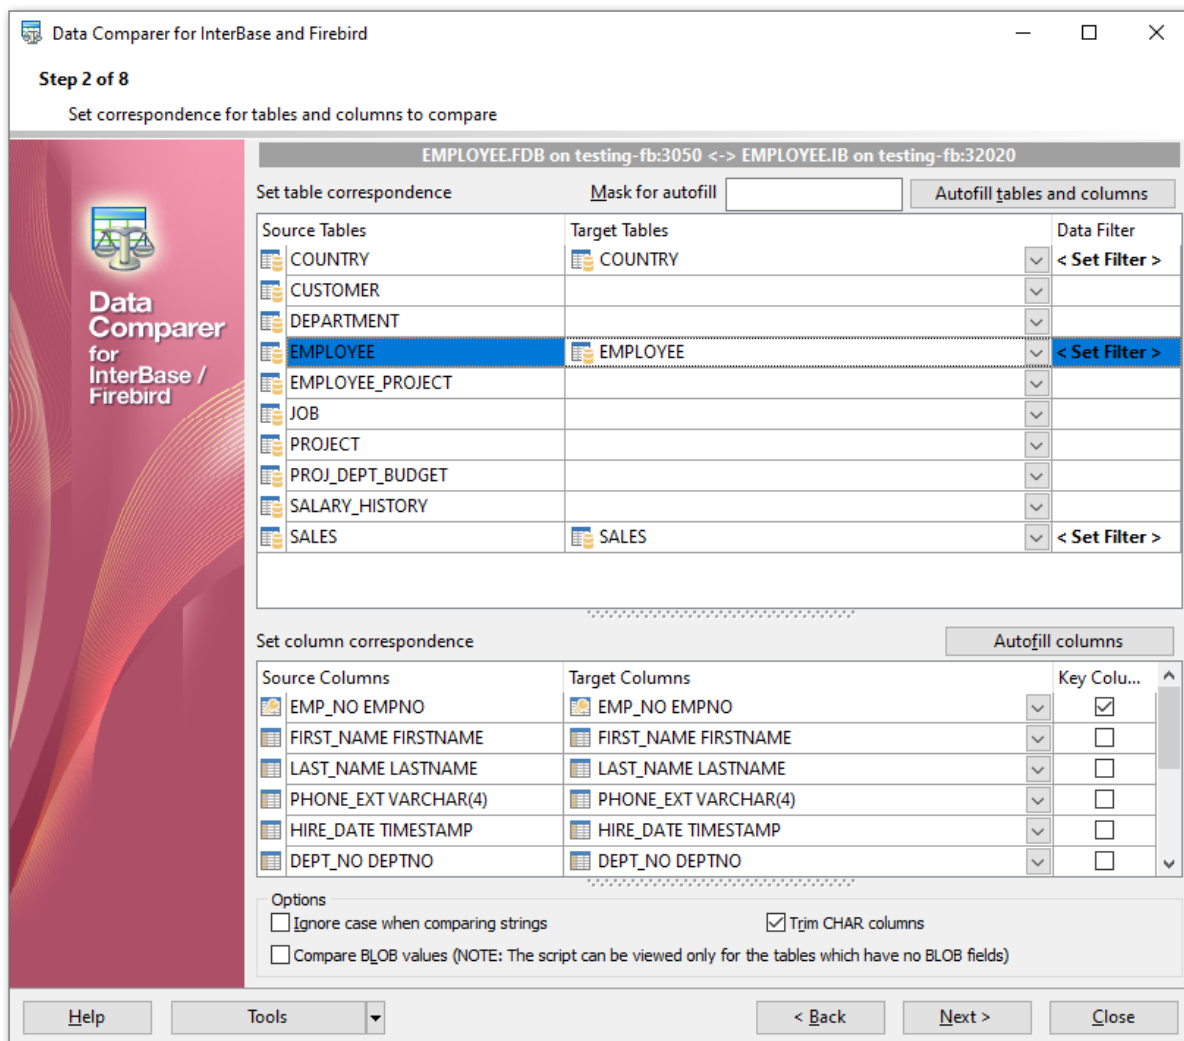 Data Comparer for InterBase and Firebird
Step 2 of 8
Set correspondence for tables and columns to compare
EMPLOYEE.FDB on testing-fb:3050 <-> EMPLOYEE.IB on testing-fb:32020
Set table correspondence Mask for autofill Autofill tables and columns
Data
Comparer
for
InterBase /
Firebird
Source Tables Target Tables Data Filter
COUNTRY COUNTRY < Set Filter >
CUSTOMER
DEPARTMENT
EMPLOYEE EMPLOYEE < Set Filter >
EMPLOYEE_PROJECT
JOB
PROJECT
PROJ_DEPT_BUDGET
SALARY_HISTORY
SALES SALES < Set Filter >
Set column correspondence Autofill columns
Source Columns Target Columns Key Colu...
EMP_NO EMPNO EMP_NO EMPNO
FIRST_NAME FIRSTNAME FIRST_NAME FIRSTNAME
LAST_NAME LASTNAME LAST_NAME LASTNAME
PHONE_EXT VARCHAR(4) PHONE_EXT VARCHAR(4)
HIRE_DATE TIMESTAMP HIRE_DATE TIMESTAMP
DEPT_NO DEPTNO DEPT_NO DEPTNO
Options
Ignore case when comparing strings Trim CHAR columns
Compare BLOB values (NOTE: The script can be viewed only for the tables which have no BLOB fields)
Help Tools < Back Next > Close